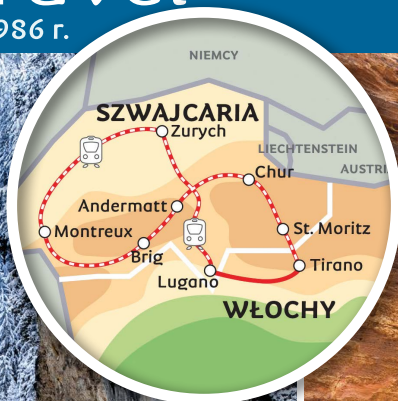 986 r.
NIEMCY
SZWAJCARIA
Zurych
LIECHTENSTEIN
AUSTRI
Chur
Andermatt
St. Moritz
Montreux
Brig
Tirano
Lugano
WŁOCHY